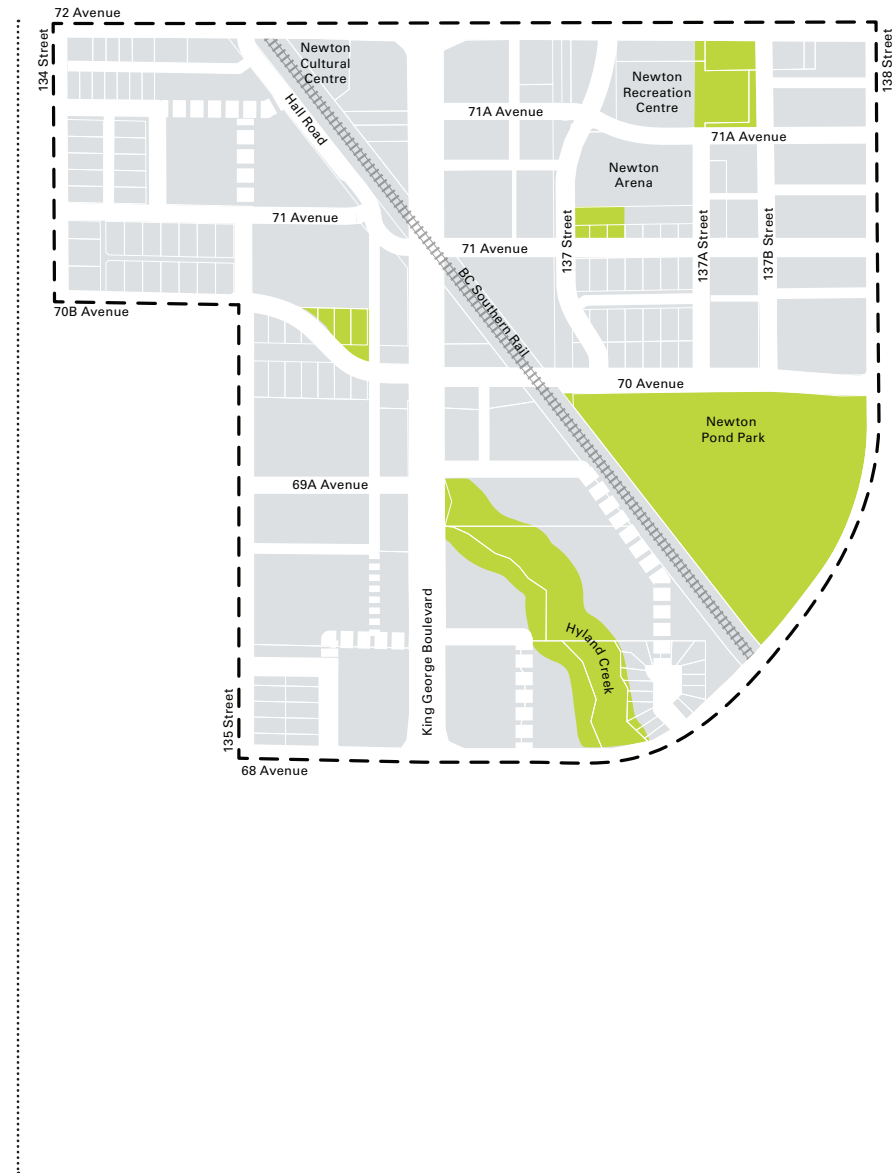 72 Avenue
134 Street
138 Street
Newton
Cultural
Centre
Hall Road
Newton
Recreation
Centre
71A Avenue
71A Avenue
Newton
Arena
71 Avenue
71 Avenue
137 Street
137A Street
137B Street
BC Southern Rail
70B Avenue
70 Avenue
Newton
Pond Park
69A Avenue
King George Boulevard
Hyland Creek
135 Street
68 Avenue